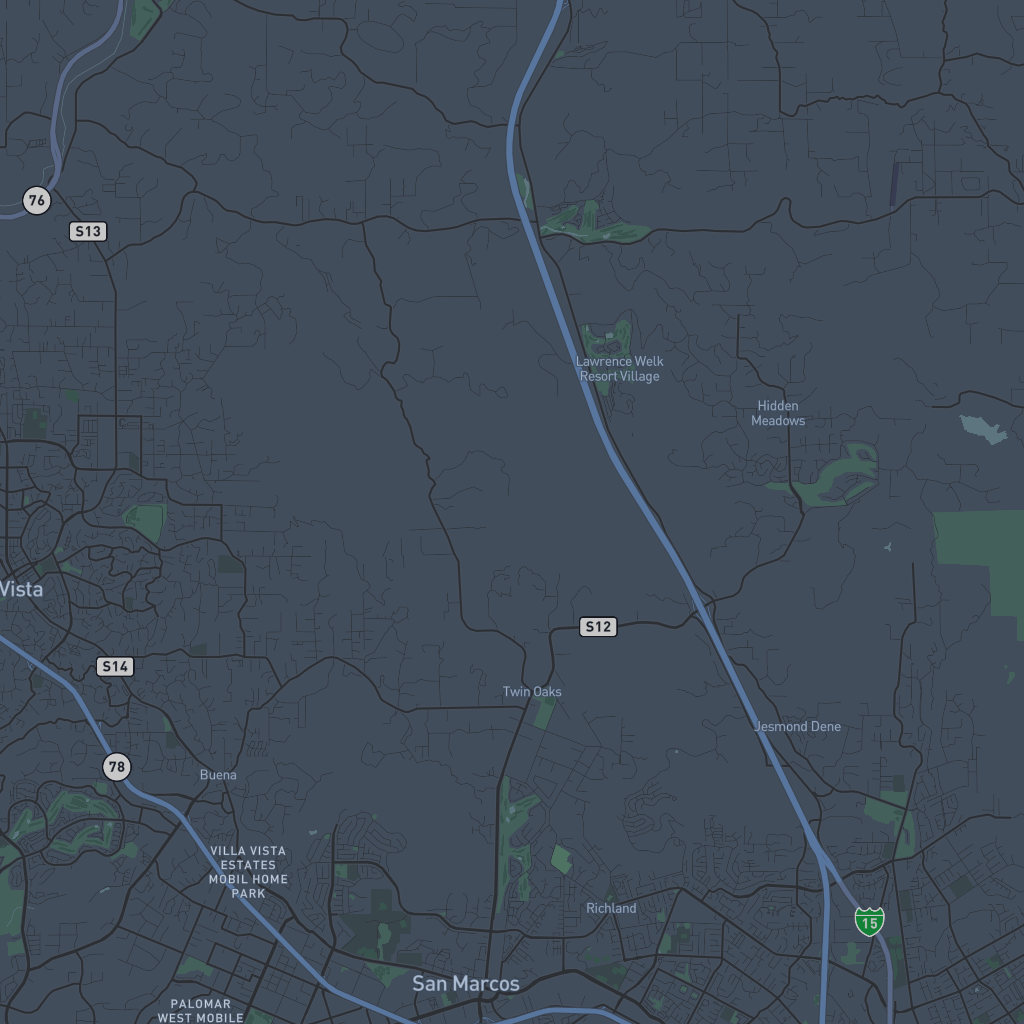 76
S13
Lawrence Welk
Resort Village
Hidden
Meadows
Vista
S12
S14
Twin Oaks
Jesmond Dene
78
Buena
VILLA VISTA
ESTATES
MOBIL HOME
PARK
Richland
15
San Marcos
PALOMAR
WEST MOBILE